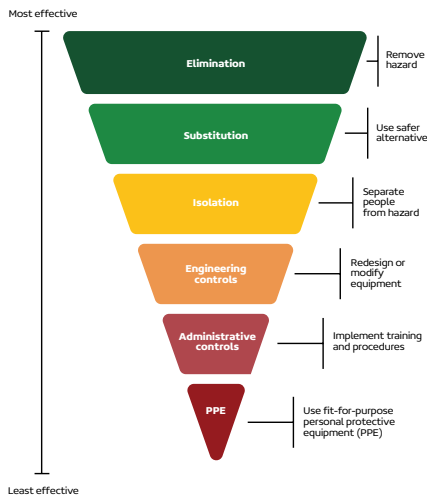 Most effective
Elimination
Remove
hazard
Substitution
Use safer
alternative
Isolation
Separate
people
from hazard
Engineering
controls
Redesign or
modify
equipment
Administrative
controls
Implement training
and procedures
PPE
Use fit-for-purpose
personal protective
equipment (PPE)
Least effective